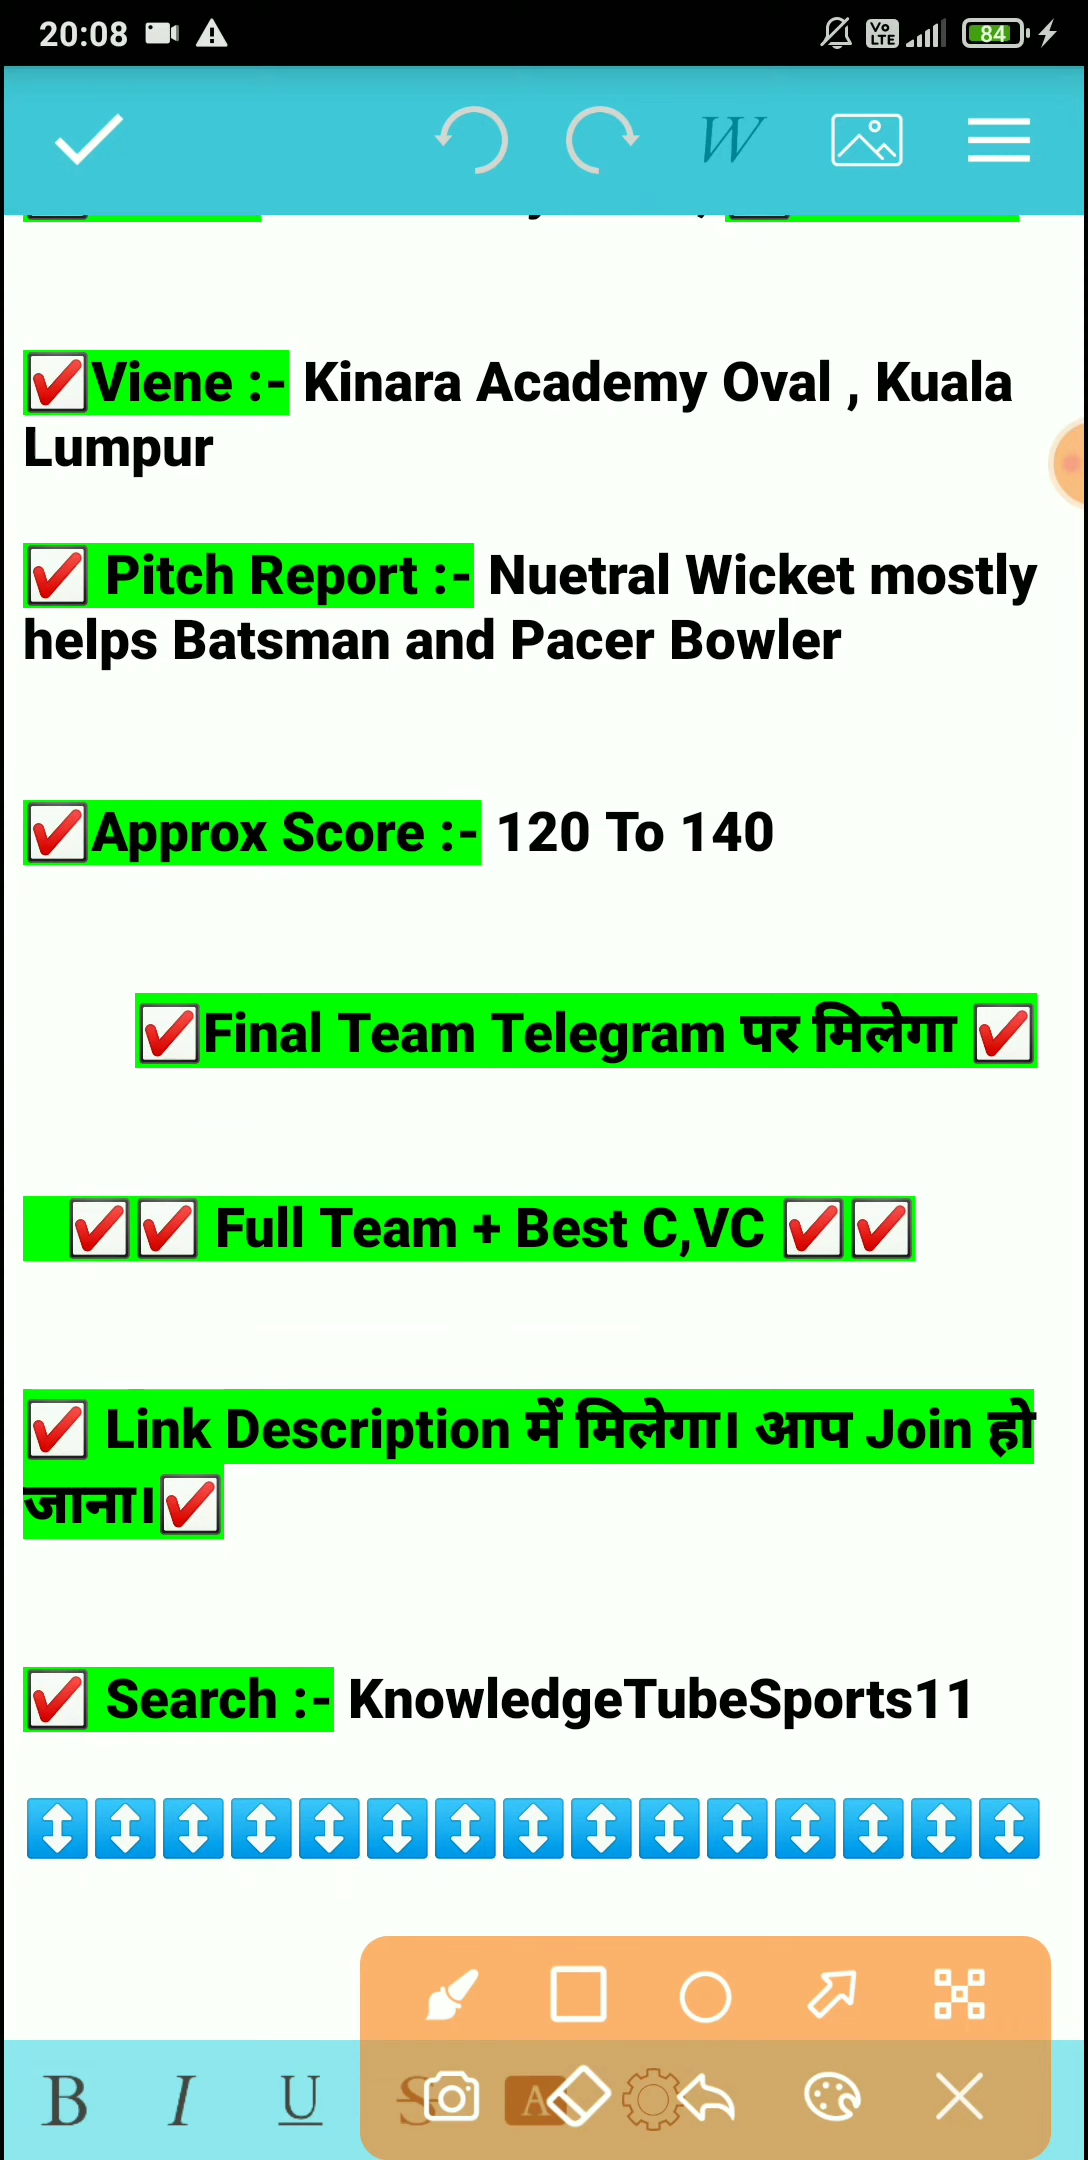 20:08
Vo LTE
84
W
Viene :- Kinara Academy Oval , Kuala
Lumpur
Pitch Report :- Nuetral Wicket mostly
helps Batsman and Pacer Bowler
Approx Score :- 120 To 140
Final Team Telegram पर मिलेगा
Full Team + Best C,VC
Link Description में मिलेगा। आप Join हो
जाना।
Search :- KnowledgeTubeSports11
B I U S A